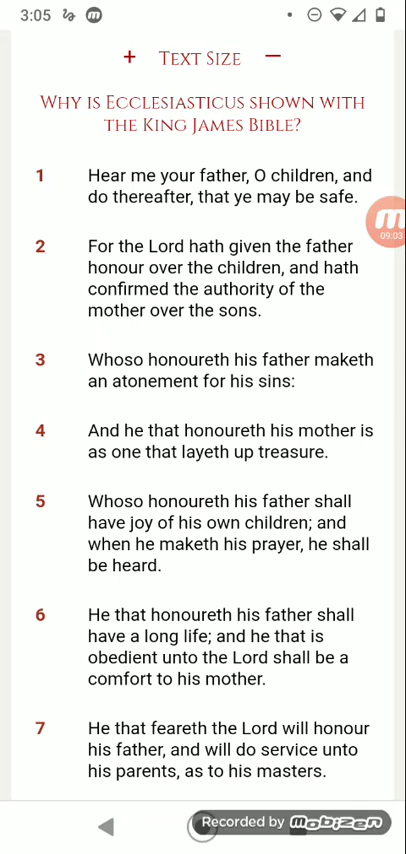 3:05
+ Text Size −
Why is Ecclesiasticus shown with
the King James Bible?
1 Hear me your father, O children, and
do thereafter, that ye may be safe.
09:03
2 For the Lord hath given the father
honour over the children, and hath
confirmed the authority of the
mother over the sons.
3 Whoso honoureth his father maketh
an atonement for his sins:
4 And he that honoureth his mother is
as one that layeth up treasure.
5 Whoso honoureth his father shall
have joy of his own children; and
when he maketh his prayer, he shall
be heard.
6 He that honoureth his father shall
have a long life; and he that is
obedient unto the Lord shall be a
comfort to his mother.
7 He that feareth the Lord will honour
his father, and will do service unto
his parents, as to his masters.
Recorded by Mobizen